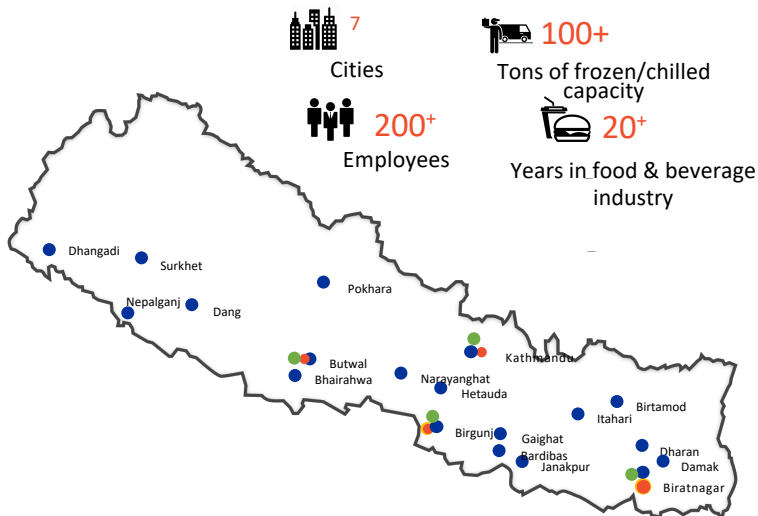 7
Cities
100+
Tons of frozen/chilled
capacity
200+
Employees
20+
Years in food & beverage
industry
Dhangadi
Surkhet
Pokhara
Nepalganj
Dang
Kathmandu
Butwal
Bhairahwa
Narayanghat
Hetauda
Birtamod
Itahari
Birgunj
Gaighat
Bardibas
Janakpur
Dharan
Damak
Biratnagar